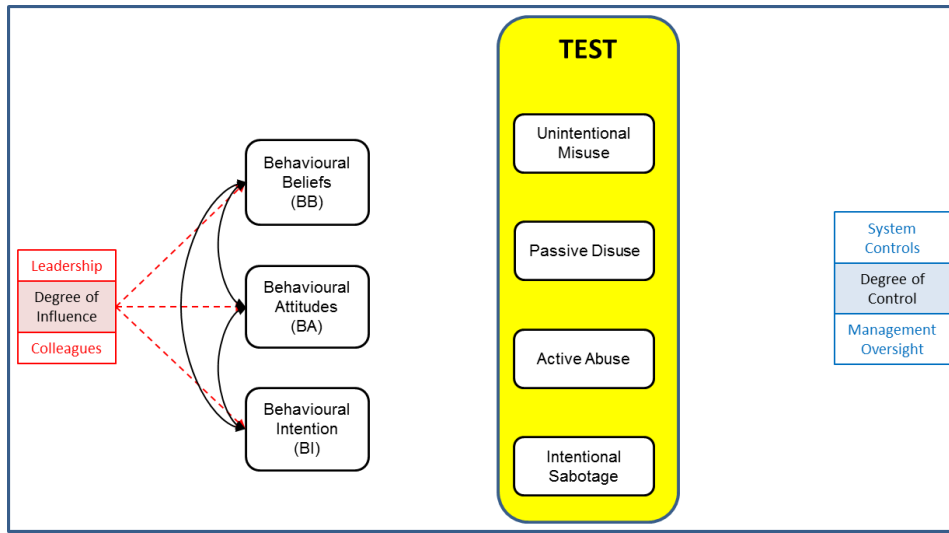 TEST
Unintentional
Misuse
Behavioural
Beliefs
(BB)
Passive Disuse
System
Controls
Leadership
Degree of
Influence
Colleagues
Behavioural
Attitudes
(BA)
Degree of
Control
Management
Oversight
Active Abuse
Behavioural
Intention
(BI)
Intentional
Sabotage